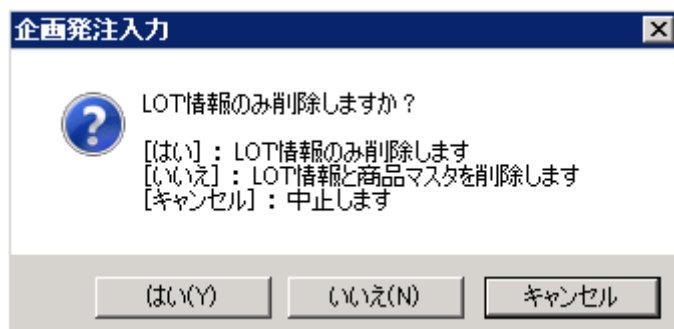 企画発注入力
LOT情報のみ削除しますか？
[はい]：LOT情報のみ削除します
[いいえ]：LOT情報と商品マスタを削除します
[キャンセル]：中止します
はい(Y)
いいえ(N)
キャンセル